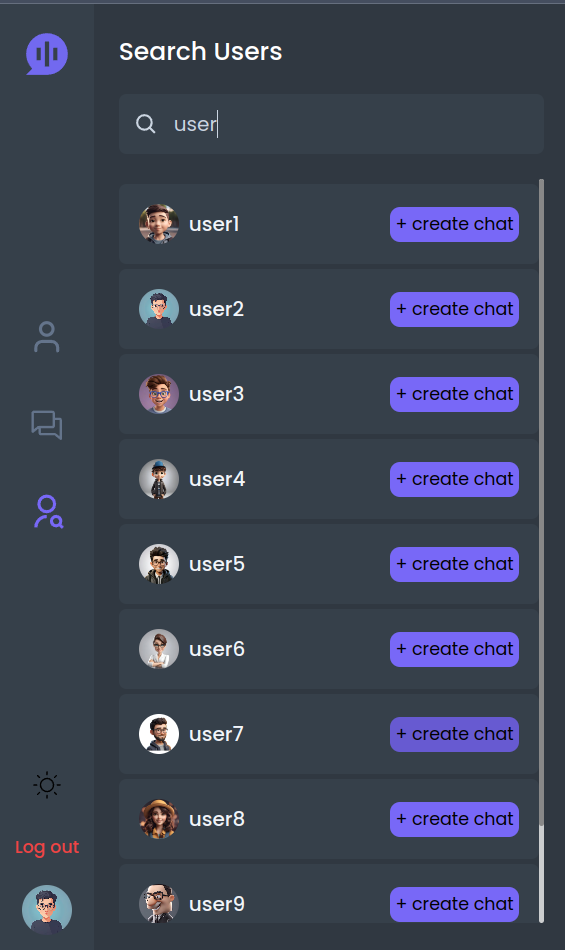 Search Users
user
user1
+ create chat
user2
+ create chat
user3
+ create chat
user4
+ create chat
user5
+ create chat
user6
+ create chat
user7
+ create chat
user8
+ create chat
user9
+ create chat
Log out